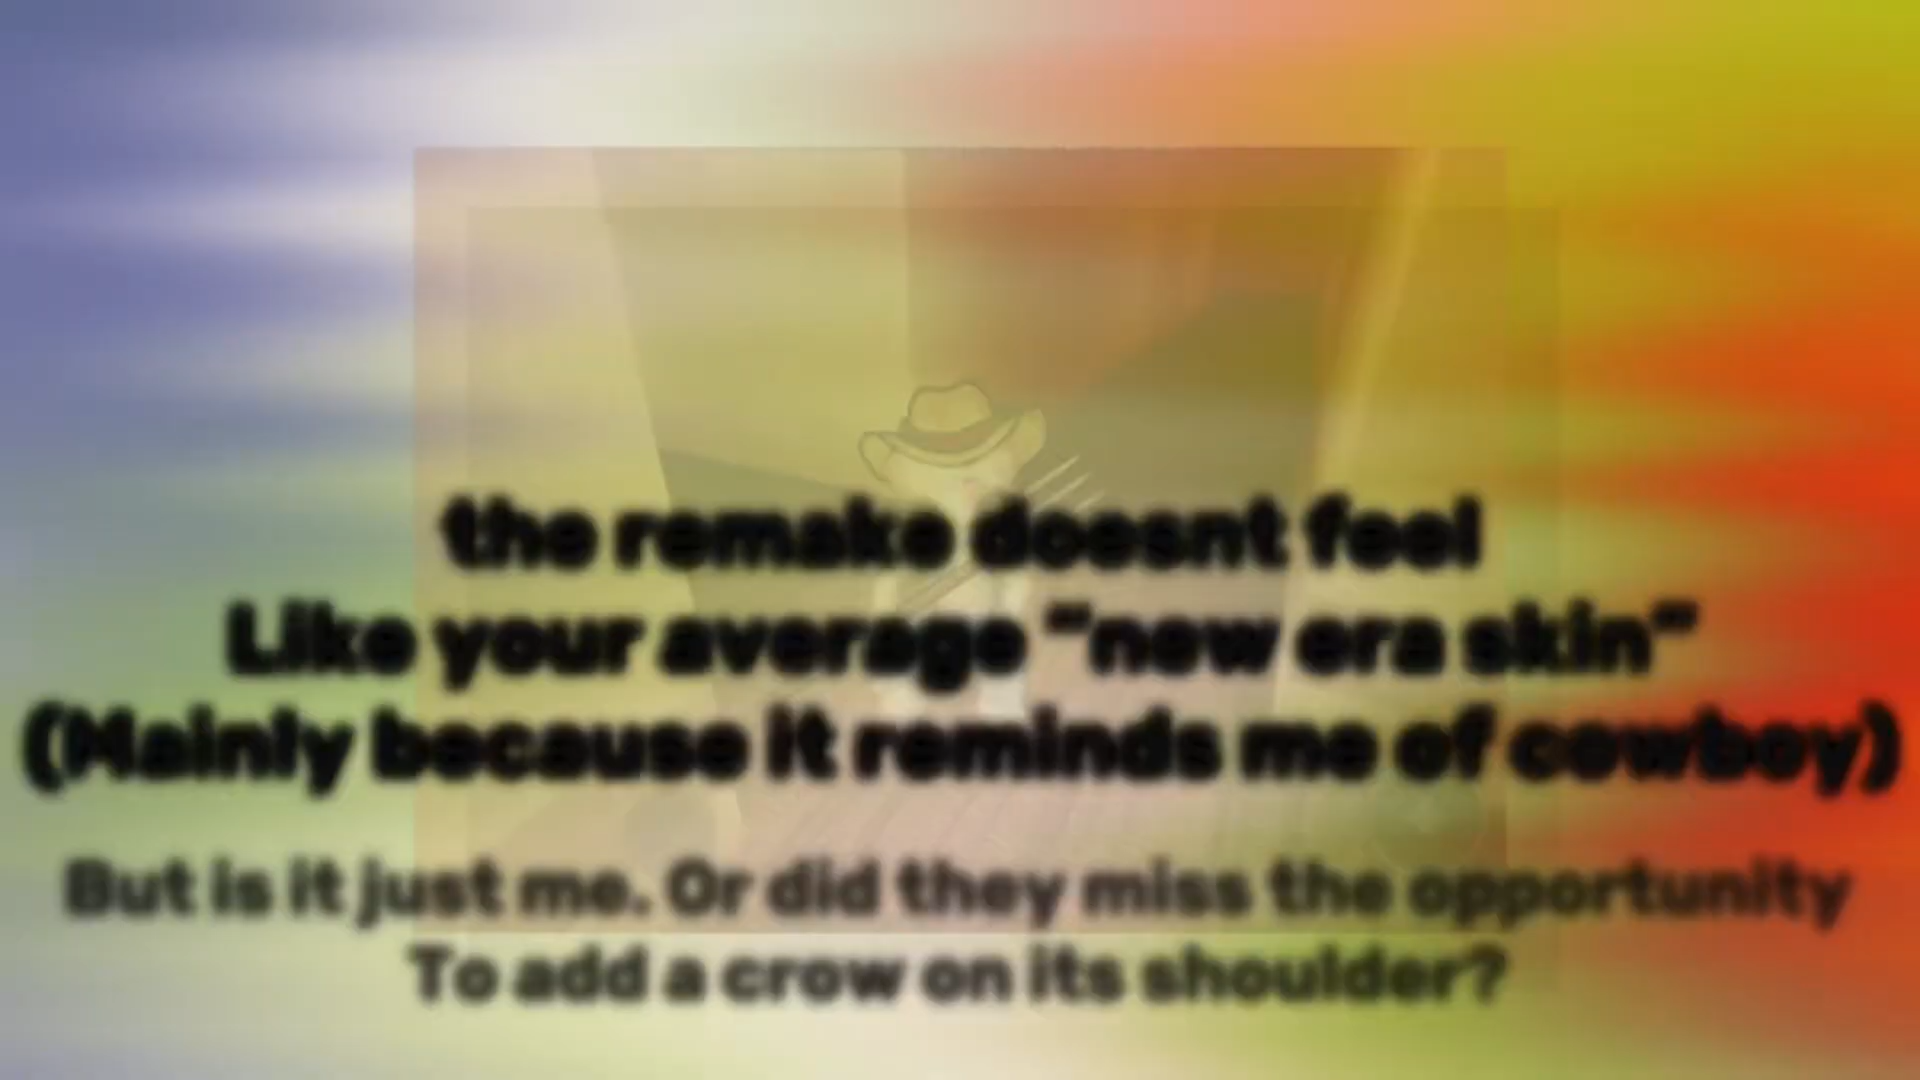 the remake doesnt feel
Like your average "new era skin"
(Mainly because it reminds me of cowboy)
But is it just me. Or did they miss the opportunity
To add a crow on its shoulder?